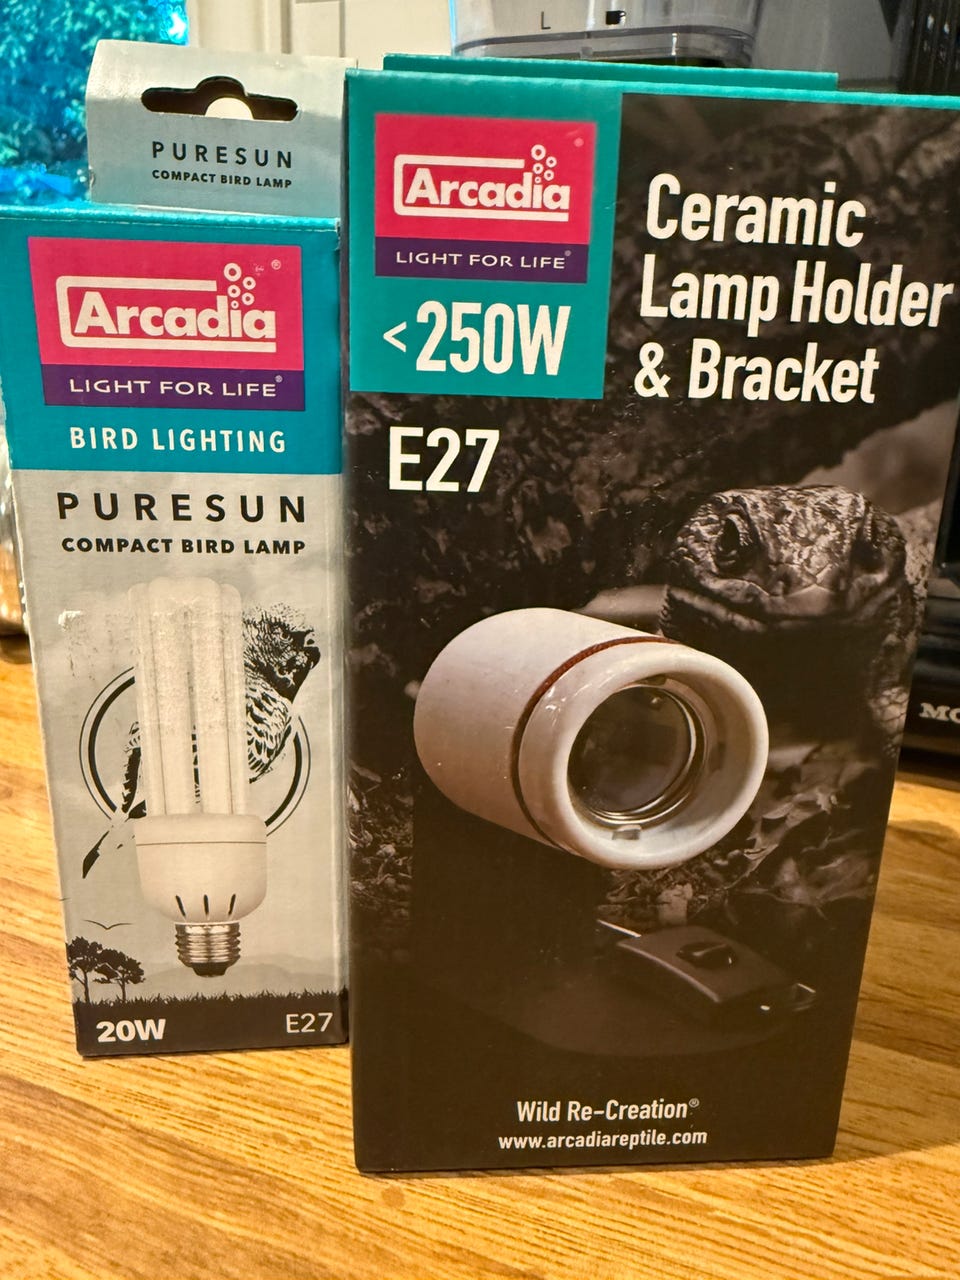 PURESUN
COMPACT BIRD LAMP
Arcadia®
LIGHT FOR LIFE®
BIRD LIGHTING
PURESUN
COMPACT BIRD LAMP
20W
E27
Arcadia
LIGHT FOR LIFE®
<250W
E27
Ceramic
Lamp Holder
& Bracket
Wild Re-Creation®
www.arcadiareptile.com
L